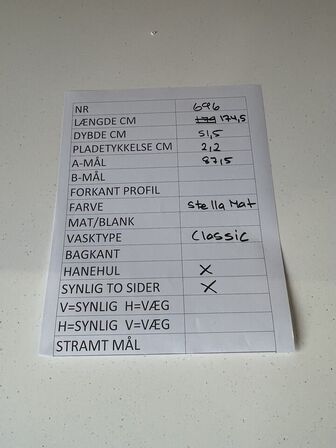 NR 696
LÆNGDE CM 174,5
DYBDE CM 51,5
PLADETYKKELSE CM 2,2
A-MÅL 87,5
B-MÅL
FORKANT PROFIL
FARVE Stella Mat
MAT/BLANK
VASKTYPE Classic
BAGKANT
HANEHUL X
SYNLIG TO SIDER X
V=SYNLIG H=VÆG
H=SYNLIG V=VÆG
STRAMT MÅL